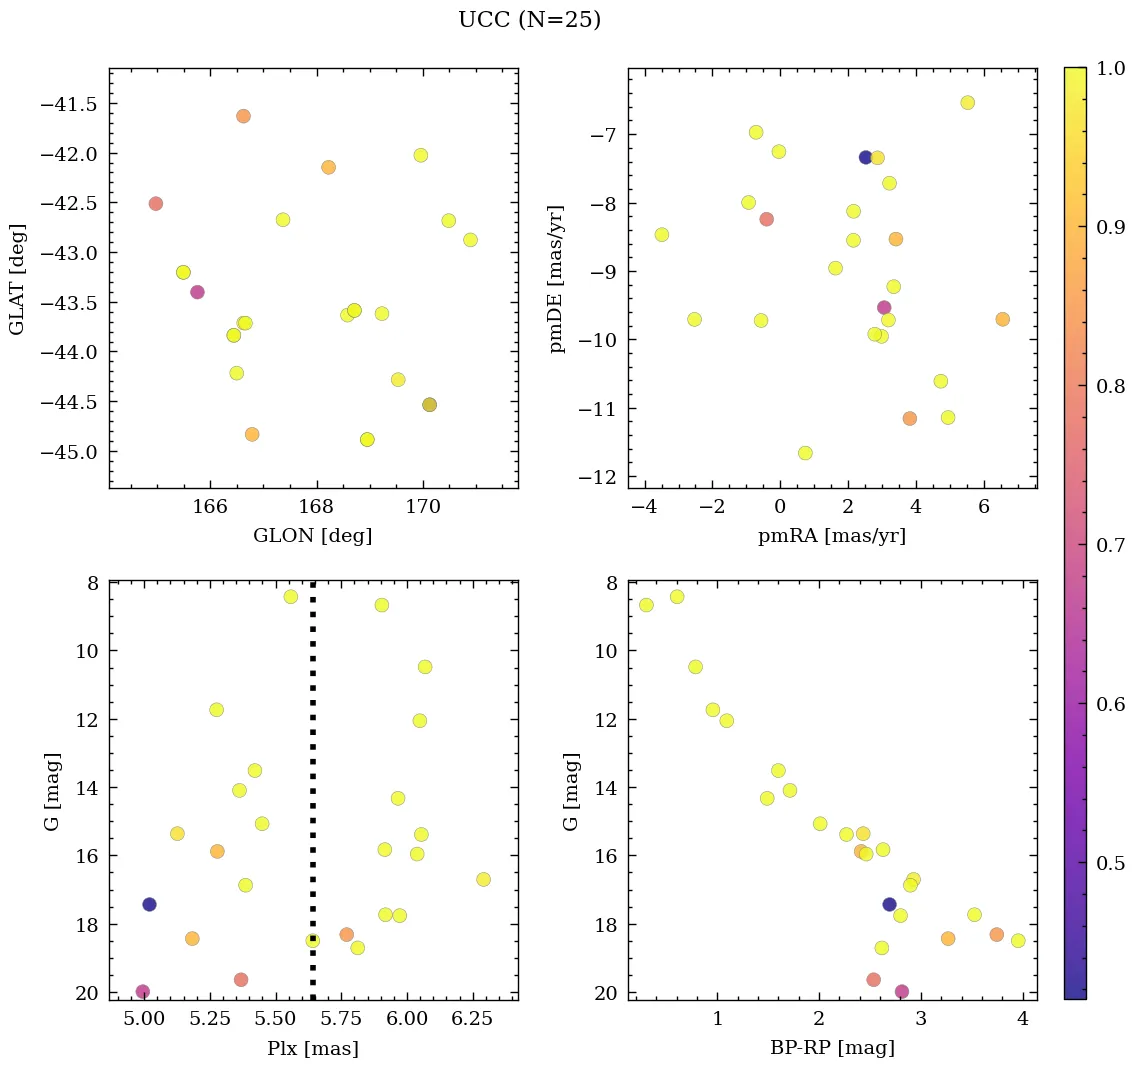 UCC (N=25)
−41.5
−42.0
−42.5
−43.0
−43.5
−44.0
−44.5
−45.0
GLAT [deg]
166 168 170
GLON [deg]
−7
−8
−9
−10
−11
−12
pmDE [mas/yr]
−4 −2 0 2 4 6
pmRA [mas/yr]
1.0
0.9
0.8
0.7
0.6
0.5
8
10
12
14
16
18
20
G [mag]
5.00 5.25 5.50 5.75 6.00 6.25
Plx [mas]
8
10
12
14
16
18
20
G [mag]
1 2 3 4
BP-RP [mag]